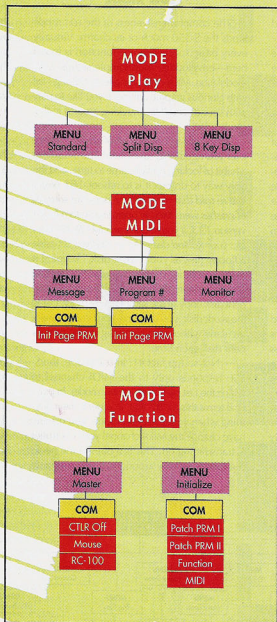 MODE
Play
MENU
Standard
MENU
Split Disp
MENU
8 Key Disp
MODE
MIDI
MENU
Message
MENU
Program #
MENU
Monitor
COM
Init Page PRM
COM
Init Page PRM
MODE
Function
MENU
Master
MENU
Initialize
COM
CTLR Off
Mouse
RC-100
COM
Patch PRM I
Patch PRM II
Function
MIDI